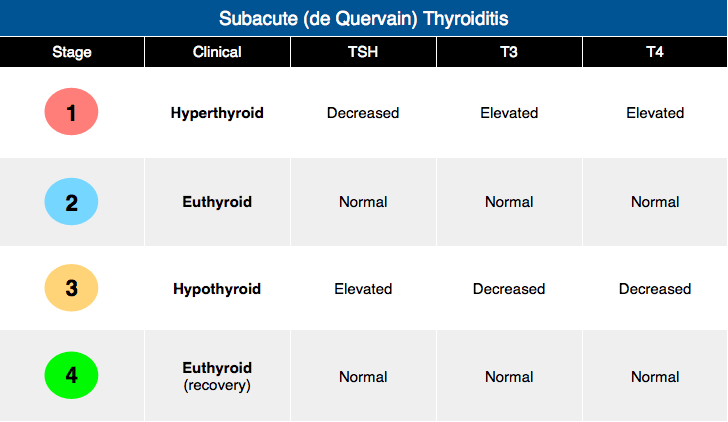 Subacute (de Quervain) Thyroiditis
Stage Clinical TSH T3 T4
1 Hyperthyroid Decreased Elevated Elevated
2 Euthyroid Normal Normal Normal
3 Hypothyroid Elevated Decreased Decreased
4 Euthyroid (recovery) Normal Normal Normal